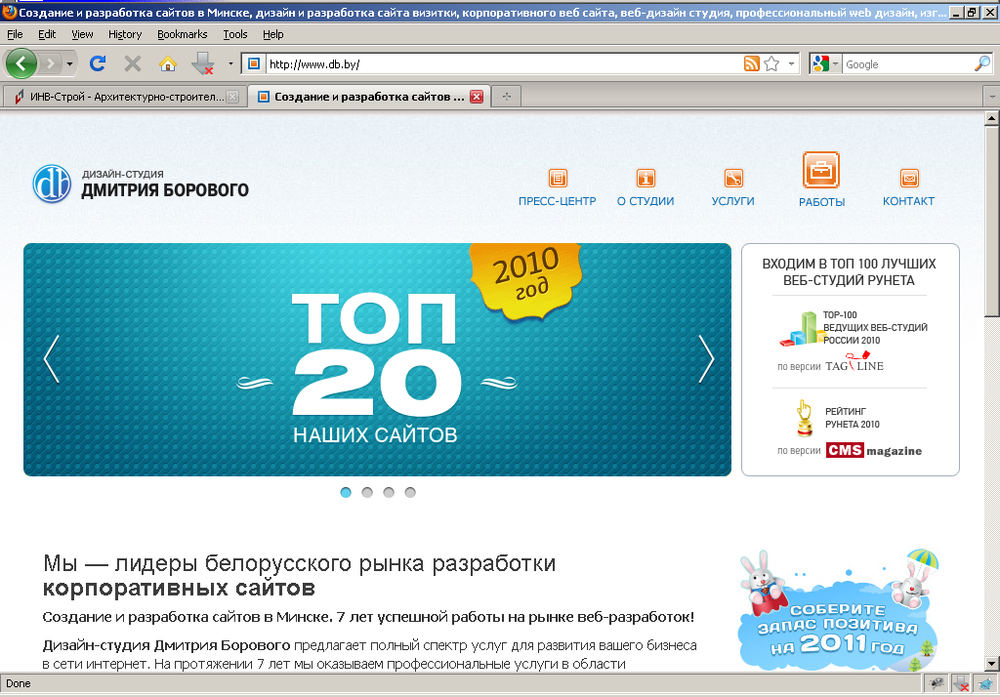 Создание и разработка сайтов в Минске, дизайн и разработка сайта визитки, корпоративного веб сайта, веб-дизайн студия, профессиональный web дизайн, изг...
File Edit View History Bookmarks Tools Help
http://www.db.by/
Google
ИНВ-Строй - Архитектурно-строител...
Создание и разработка сайтов ...
db
ДИЗАЙН-СТУДИЯ
ДМИТРИЯ БОРОВОГО
ПРЕСС-ЦЕНТР О СТУДИИ УСЛУГИ РАБОТЫ КОНТАКТ
2010
год
ТОП
20
НАШИХ САЙТОВ
ВХОДИМ В ТОП 100 ЛУЧШИХ
ВЕБ-СТУДИЙ РУНЕТА
TOP-100
ВЕДУЩИХ ВЕБ-СТУДИЙ
РОССИИ 2010
по версии TAGLINE
РЕЙТИНГ
РУНЕТА 2010
по версии CMS magazine
Мы — лидеры белорусского рынка разработки
корпоративных сайтов
Создание и разработка сайтов в Минске. 7 лет успешной работы на рынке веб-разработок!
Дизайн-студия Дмитрия Борового предлагает полный спектр услуг для развития вашего бизнеса
в сети интернет. На протяжении 7 лет мы оказываем профессиональные услуги в области
СОБЕРИТЕ
ЗАПАС ПОЗИТИВА
НА 2011 ГОД
Done